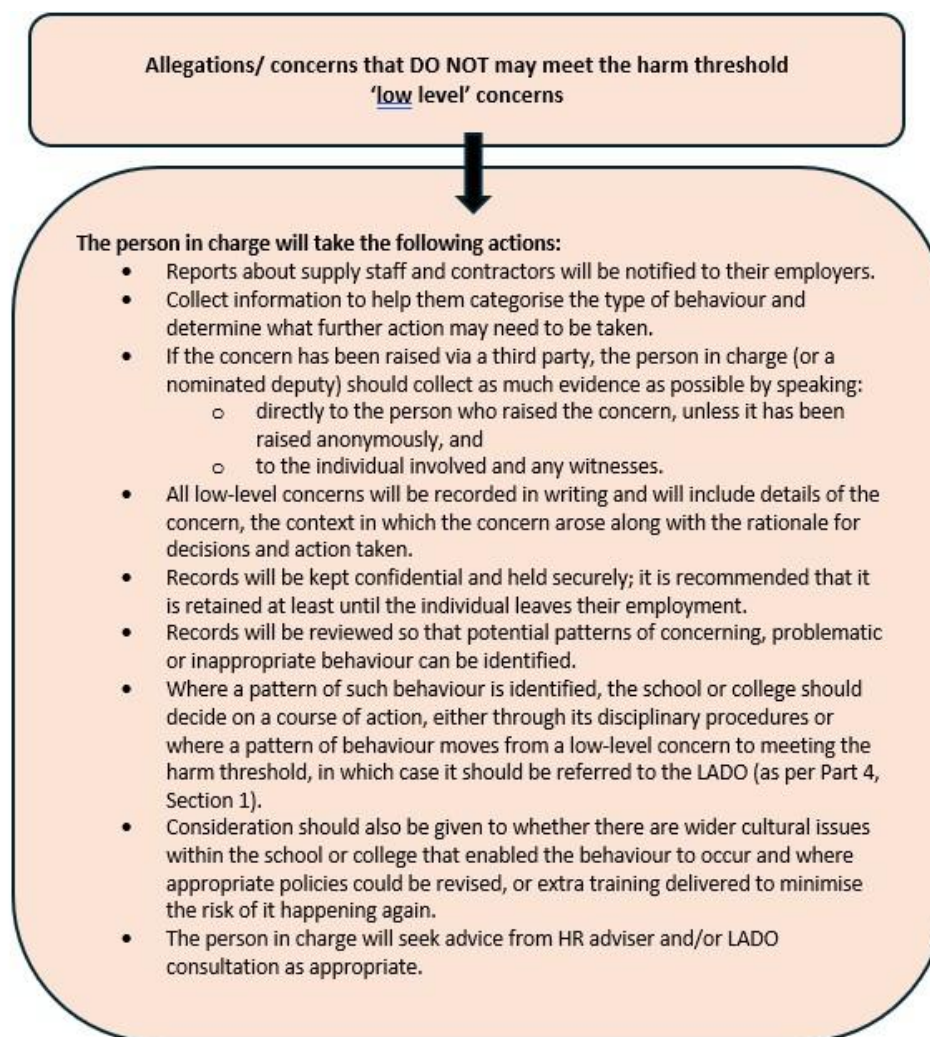 Allegations/ concerns that DO NOT may meet the harm threshold
‘low level’ concerns
The person in charge will take the following actions:
• Reports about supply staff and contractors will be notified to their employers.
• Collect information to help them categorise the type of behaviour and
determine what further action may need to be taken.
• If the concern has been raised via a third party, the person in charge (or a
nominated deputy) should collect as much evidence as possible by speaking:
o directly to the person who raised the concern, unless it has been
raised anonymously, and
o to the individual involved and any witnesses.
• All low-level concerns will be recorded in writing and will include details of the
concern, the context in which the concern arose along with the rationale for
decisions and action taken.
• Records will be kept confidential and held securely; it is recommended that it
is retained at least until the individual leaves their employment.
• Records will be reviewed so that potential patterns of concerning, problematic
or inappropriate behaviour can be identified.
• Where a pattern of such behaviour is identified, the school or college should
decide on a course of action, either through its disciplinary procedures or
where a pattern of behaviour moves from a low-level concern to meeting the
harm threshold, in which case it should be referred to the LADO (as per Part 4,
Section 1).
• Consideration should also be given to whether there are wider cultural issues
within the school or college that enabled the behaviour to occur and where
appropriate policies could be revised, or extra training delivered to minimise
the risk of it happening again.
• The person in charge will seek advice from HR adviser and/or LADO
consultation as appropriate.